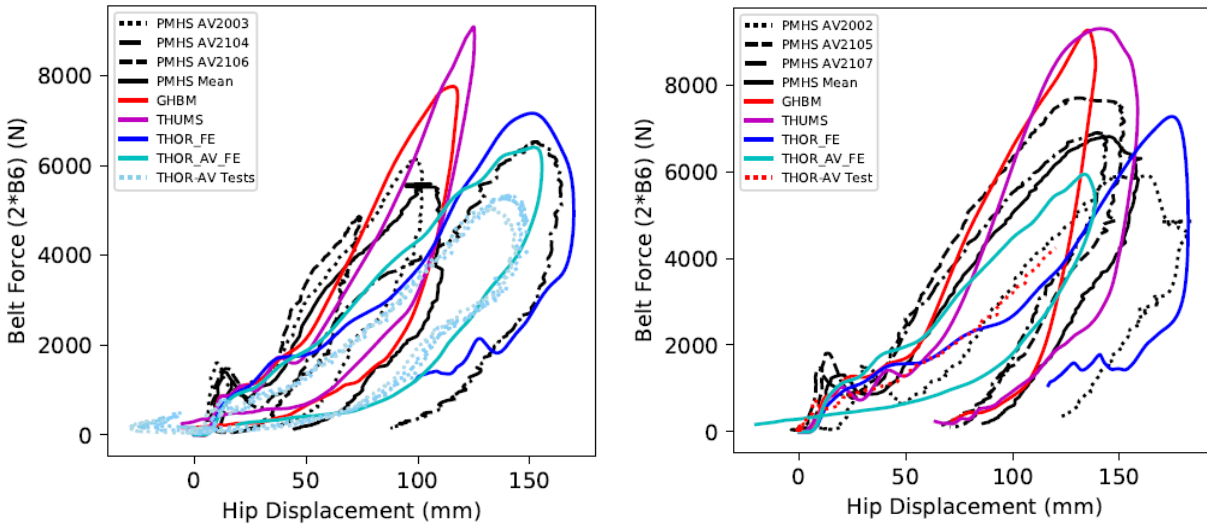 PMHS AV2003
PMHS AV2104
PMHS AV2106
PMHS Mean
GHBM
THUMS
THOR_FE
THOR_AV_FE
THOR-AV Tests
8000
6000
4000
2000
0
Belt Force (2*B6) (N)
0 50 100 150
Hip Displacement (mm)
PMHS AV2002
PMHS AV2105
PMHS AV2107
PMHS Mean
GHBM
THUMS
THOR_FE
THOR_AV_FE
THOR-AV Test
8000
6000
4000
2000
0
Belt Force (2*B6) (N)
0 50 100 150
Hip Displacement (mm)